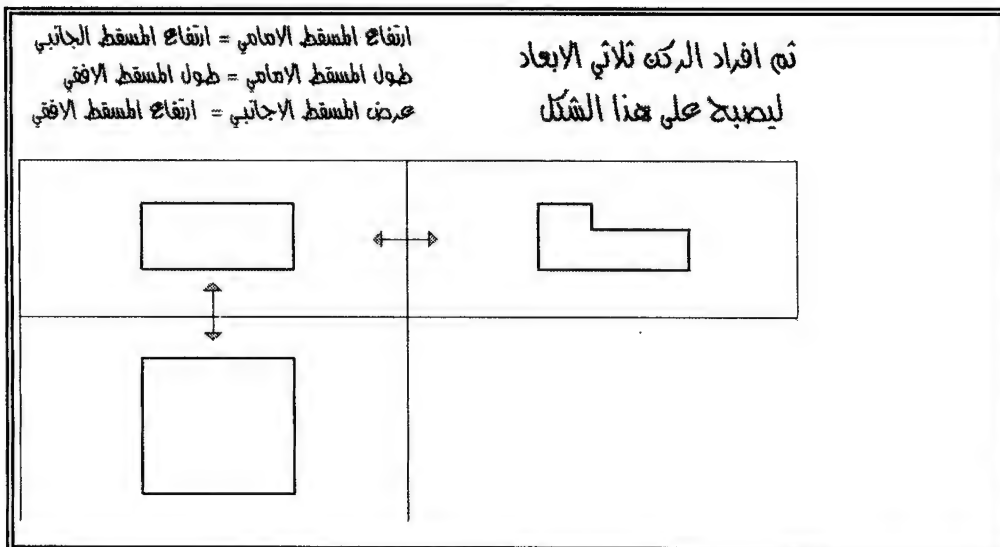 ثم افراد الركن ثلاثي الابعاد
ليصبح على هذا الشكل
ارتفاع المسقط الامامي = ارتفاع المسقط الجانبي
طول المسقط الامامي = طول المسقط الافقي
عرض المسقط الاجانبي = ارتفاع المسقط الافقي